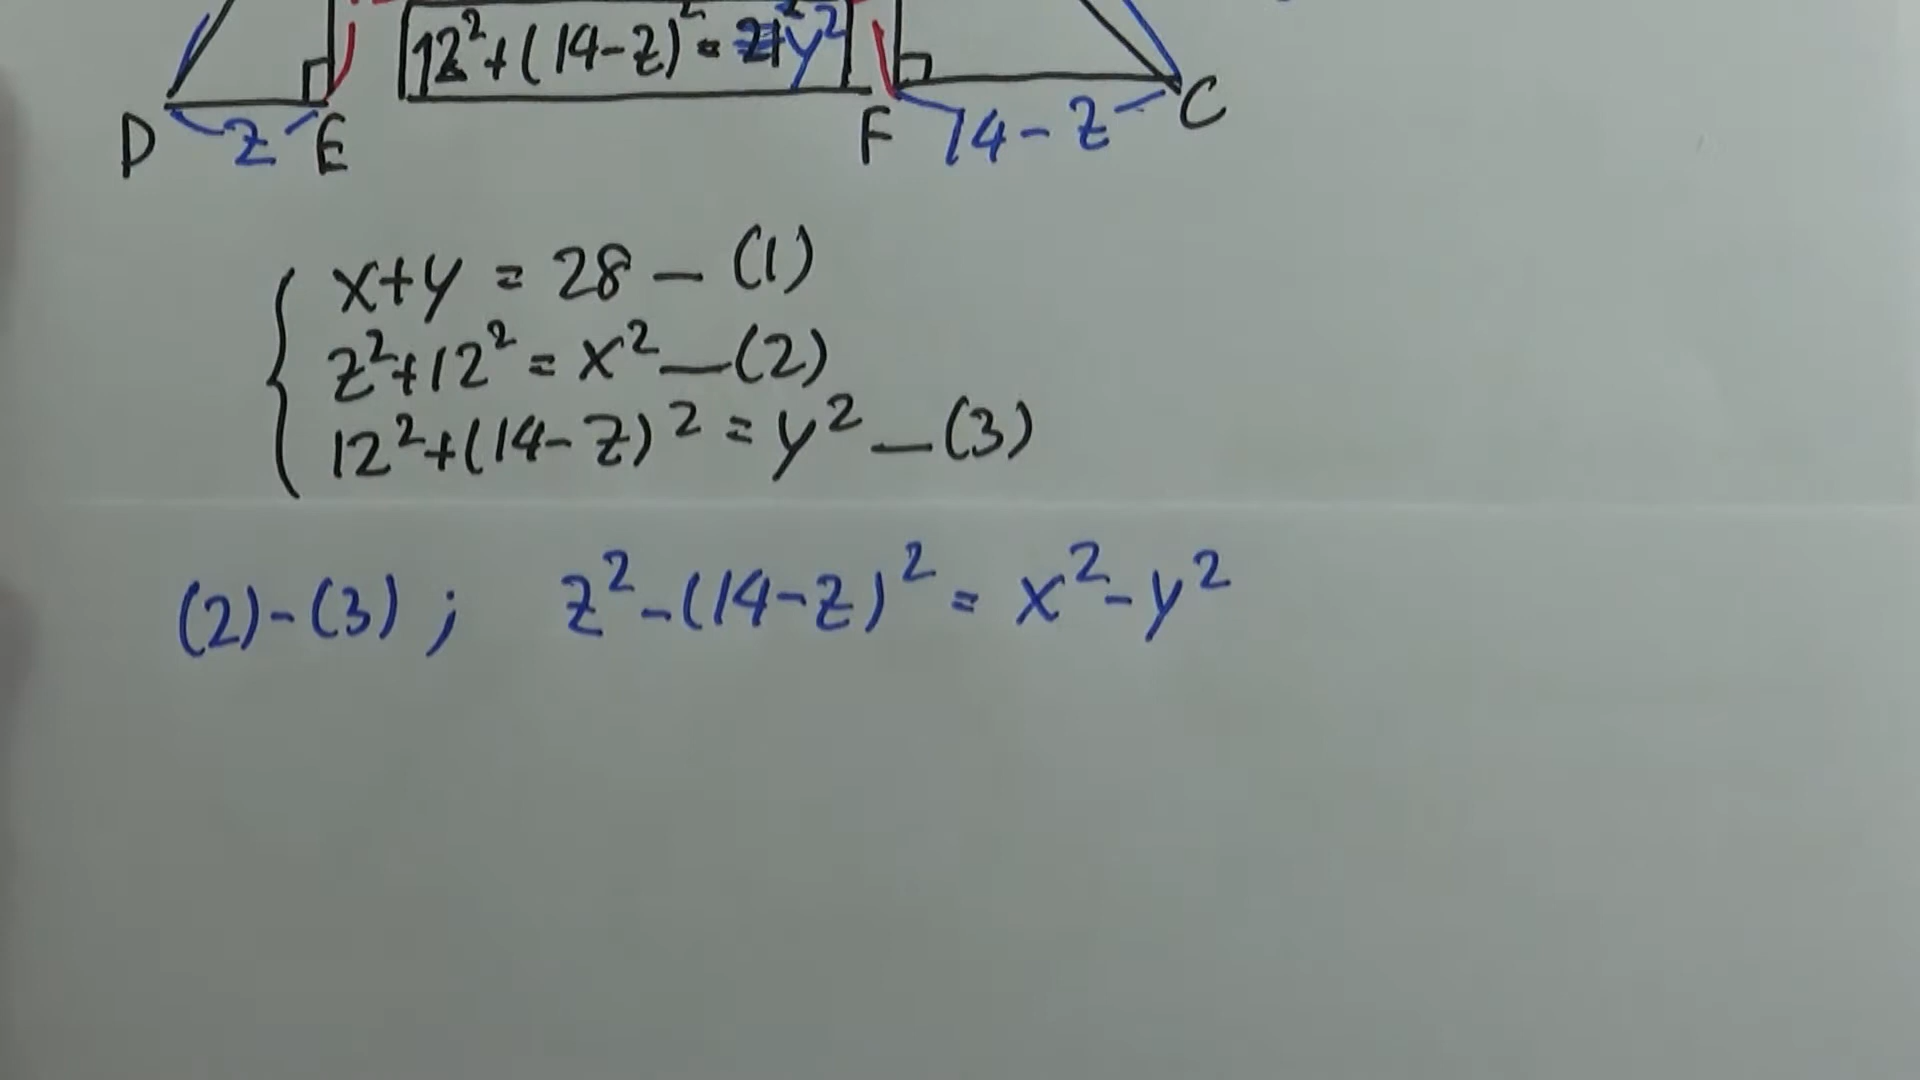 12²+(14-z)²=y²
D z E F 14-z C
x+y = 28 — (1)
z²+12² = x² — (2)
12²+(14-z)² = y² — (3)
(2)-(3) ; z²-(14-z)² = x²-y²